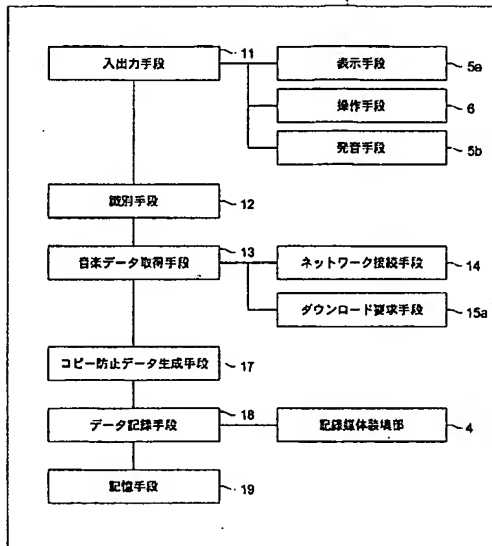 入出力手段 11
表示手段 5a
操作手段 6
発音手段 5b
識別手段 12
音楽データ取得手段 13
ネットワーク接続手段 14
ダウンロード要求手段 15a
コピー防止データ生成手段 17
データ記録手段 18
記録媒体装填部 4
記憶手段 19